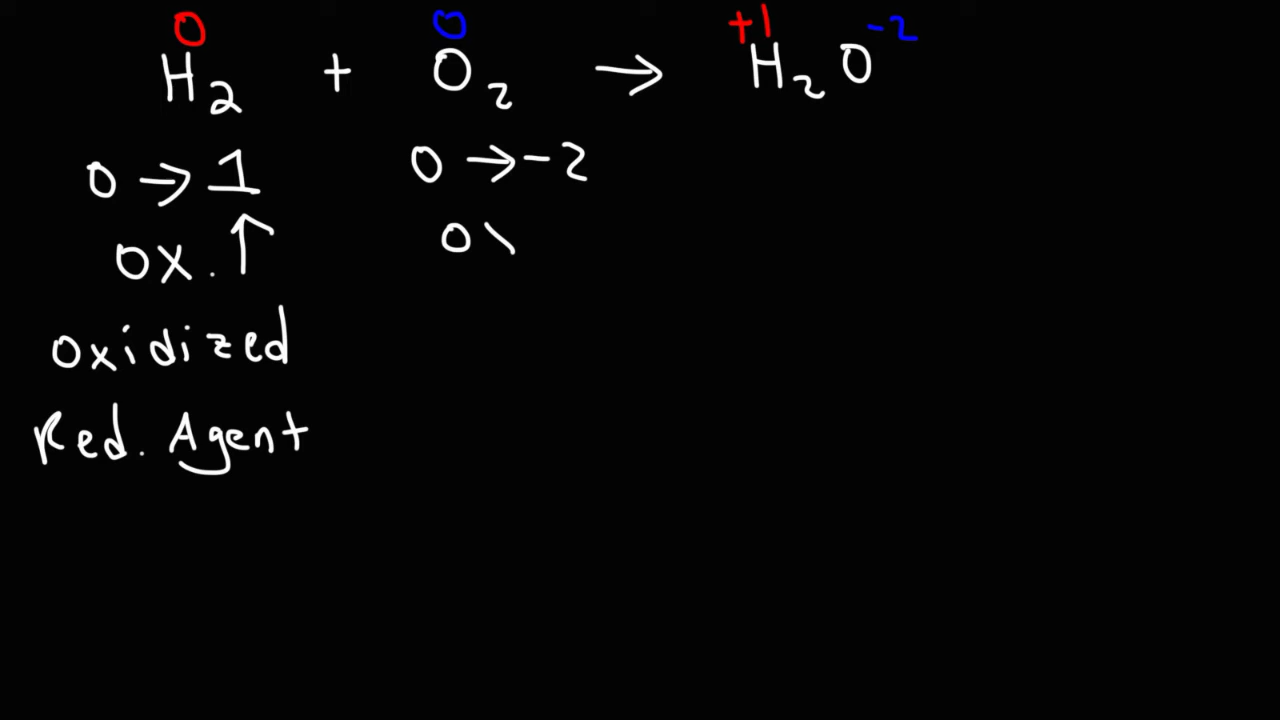 0 0 +1 -2
H2 + O2 → H2O
0 → 1 0 → -2
ox. ↑ o\
oxidized
Red. Agent